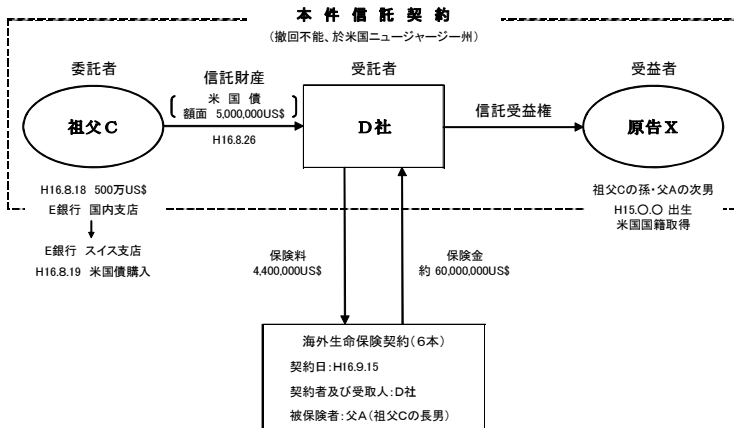 本件信託契約
(撤回不能、於米国ニュージャージー州)
委託者
信託財産
受託者
受益者
米国債
額面 5,000,000US$
祖父C
D社
信託受益権
原告X
H16.8.26
H16.8.18 500万US$
祖父Cの孫・父Aの次男
E銀行 国内支店
H15.〇.〇 出生
米国国籍取得
E銀行 スイス支店
H16.8.19 米国債購入
保険料
4,400,000US$
保険金
約 60,000,000US$
海外生命保険契約(6本)
契約日:H16.9.15
契約者及び受取人:D社
被保険者:父A(祖父Cの長男)